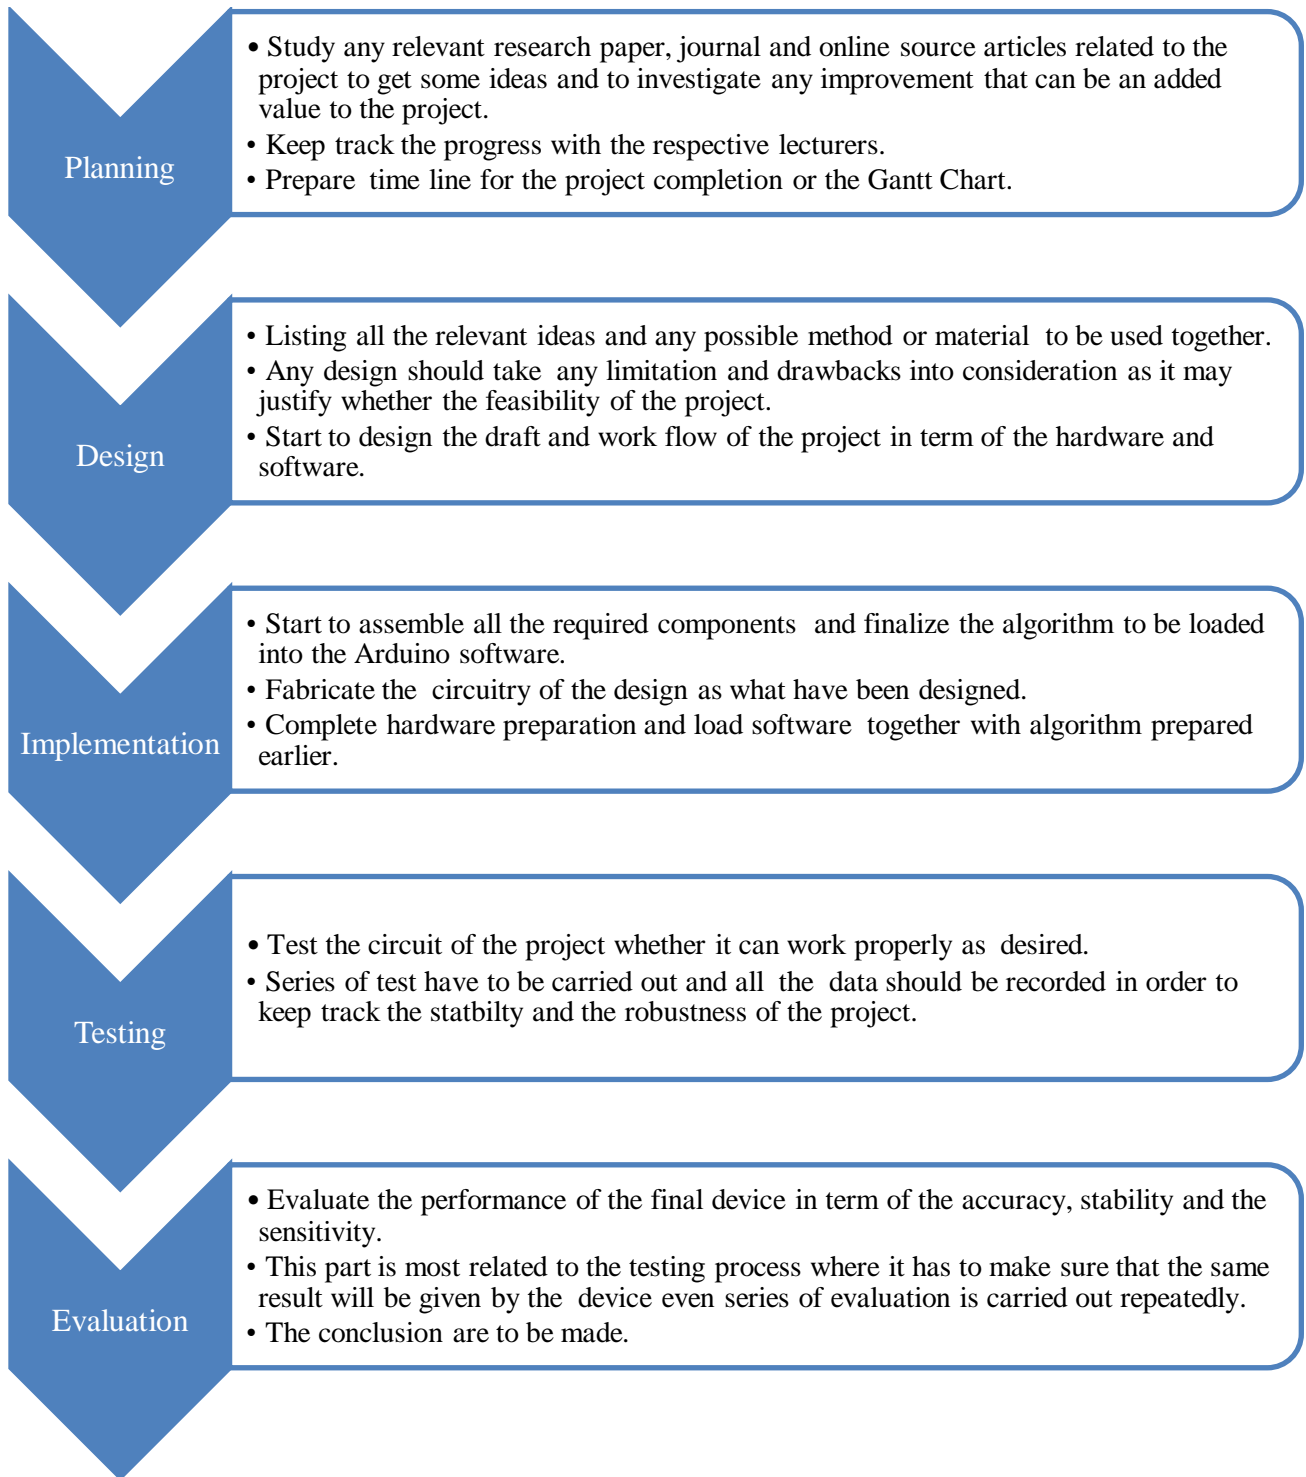 Planning
• Study any relevant research paper, journal and online source articles related to the
project to get some ideas and to investigate any improvement that can be an added
value to the project.
• Keep track the progress with the respective lecturers.
• Prepare time line for the project completion or the Gantt Chart.
Design
• Listing all the relevant ideas and any possible method or material to be used together.
• Any design should take any limitation and drawbacks into consideration as it may
justify whether the feasibility of the project.
• Start to design the draft and work flow of the project in term of the hardware and
software.
Implementation
• Start to assemble all the required components and finalize the algorithm to be loaded
into the Arduino software.
• Fabricate the circuitry of the design as what have been designed.
• Complete hardware preparation and load software together with algorithm prepared
earlier.
Testing
• Test the circuit of the project whether it can work properly as desired.
• Series of test have to be carried out and all the data should be recorded in order to
keep track the statbilty and the robustness of the project.
Evaluation
• Evaluate the performance of the final device in term of the accuracy, stability and the
sensitivity.
• This part is most related to the testing process where it has to make sure that the same
result will be given by the device even series of evaluation is carried out repeatedly.
• The conclusion are to be made.